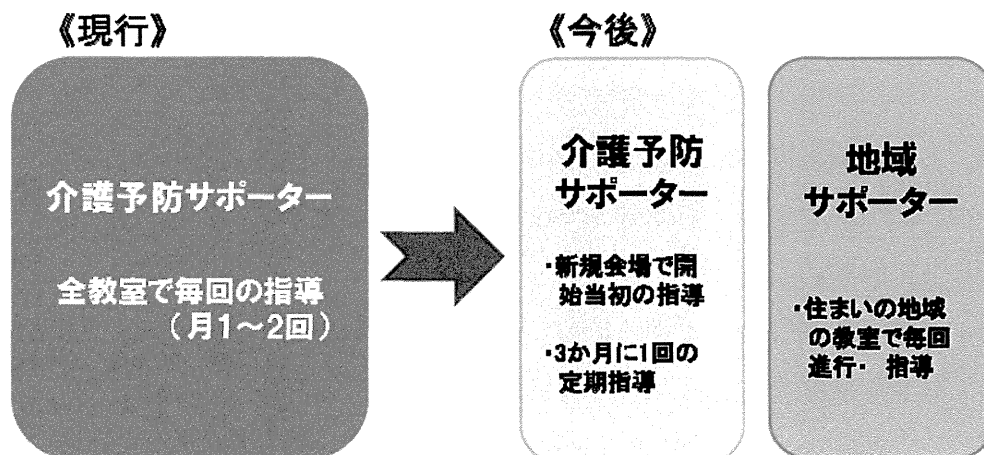 《現行》
介護予防サポーター
全教室で毎回の指導
（月1～2回）
《今後》
介護予防
サポーター
・新規会場で開
始当初の指導
・3か月に1回の
定期指導
地域
サポーター
・住まいの地域
の教室で毎回
進行・ 指導